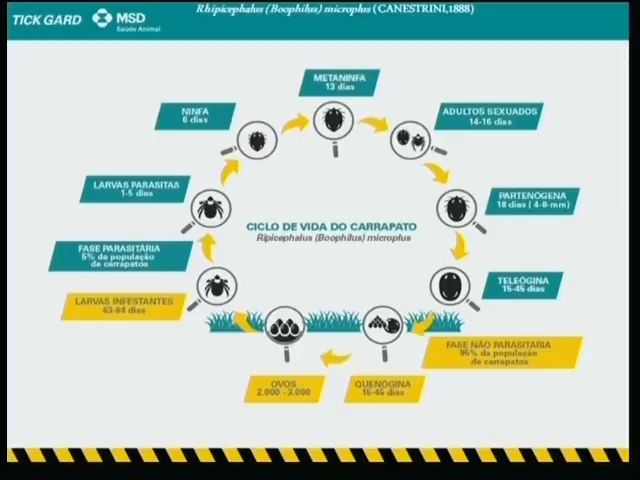 Rhipicephalus (Boophilus) microplus (CANESTRINI,1888)
TICK GARD
MSD
Saúde Animal
METANINFA
13 dias
NINFA
6 dias
ADULTOS SEXUADOS
14-16 dias
LARVAS PARASITAS
1-5 dias
PARTENÓGENA
18 dias ( 4-8-mm)
CICLO DE VIDA DO CARRAPATO
Ripicephalus (Boophilus) microplus
FASE PARASITÁRIA
5% da população
de carrapatos
TELEÓGINA
15-45 dias
LARVAS INFESTANTES
63-84 dias
FASE NÃO PARASITÁRIA
95% da população
de carrapatos
OVOS
2.000 - 3.000
QUENOGINA
15-45 dias